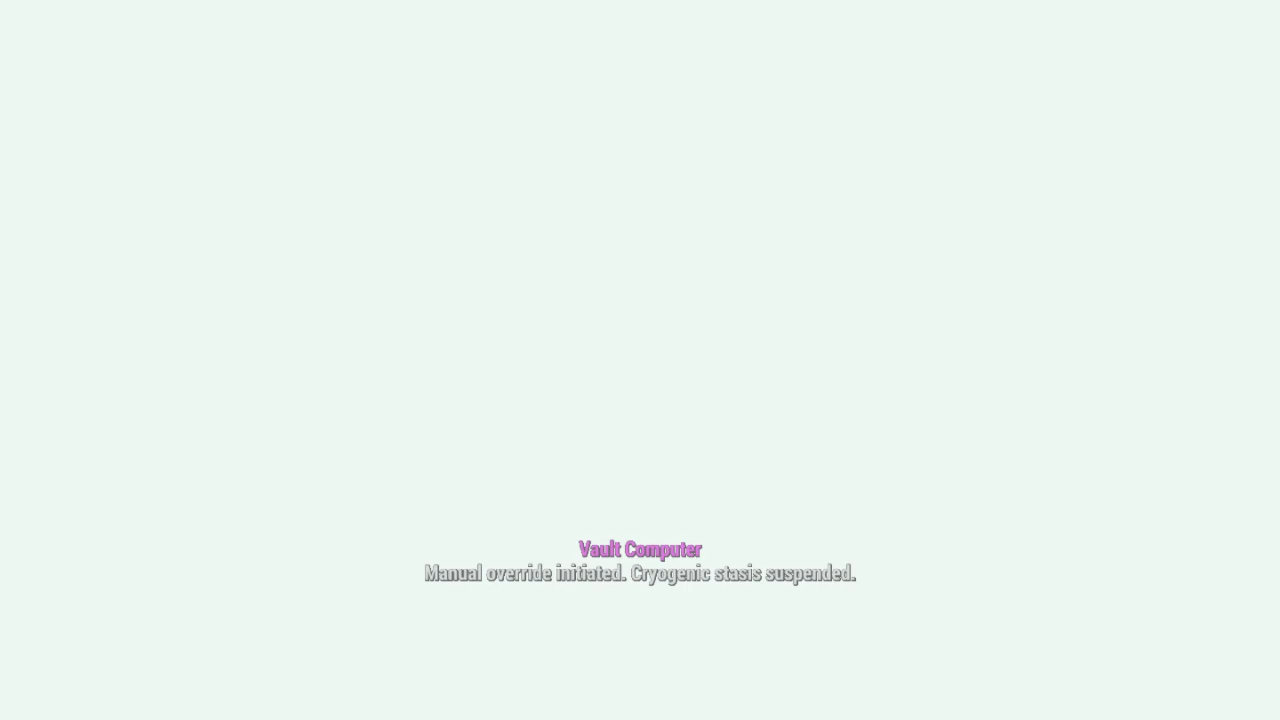 Vault Computer
Manual override initiated. Cryogenic stasis suspended.